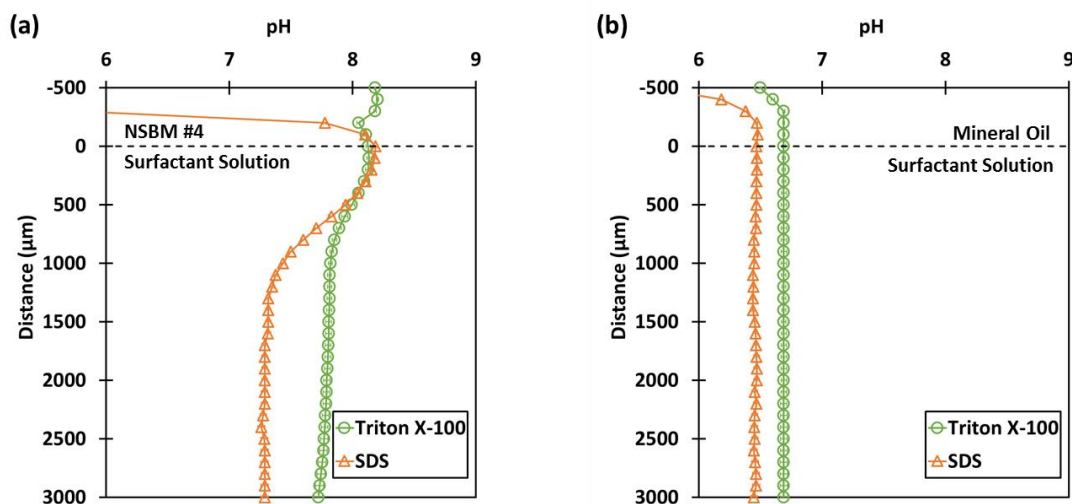 (a)
pH
6 7 8 9
-500
0
500
1000
1500
2000
2500
3000
Distance (µm)
NSBM #4
Surfactant Solution
Triton X-100
SDS
(b)
pH
6 7 8 9
-500
0
500
1000
1500
2000
2500
3000
Distance (µm)
Mineral Oil
Surfactant Solution
Triton X-100
SDS